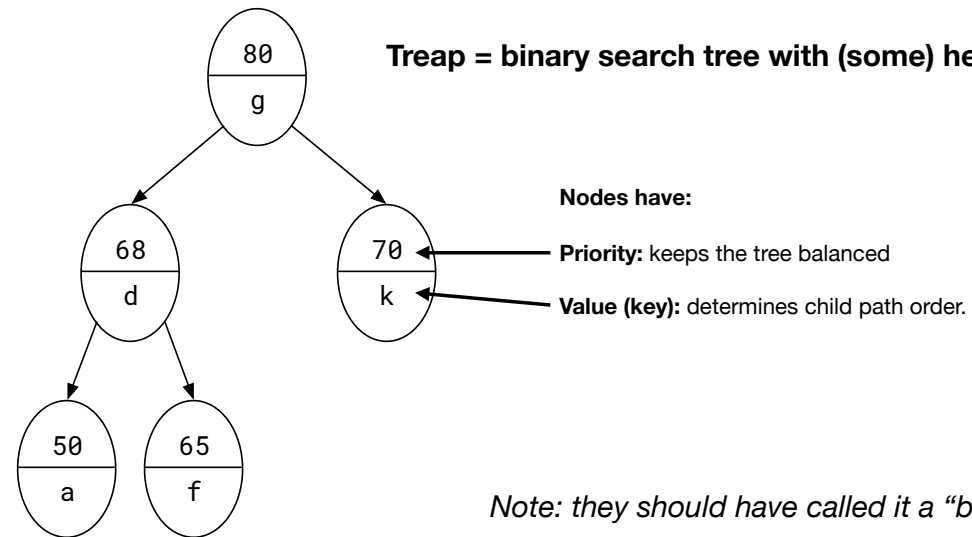 80
Treap = binary search tree with (some)
g
Nodes have:
68
70
Priority: keeps the tree balanced
d
k
Value (key): determines child path order.
50
65
a
f
Note: they should have called it a